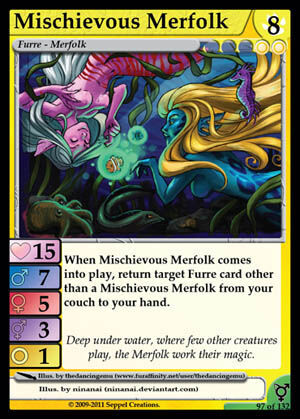 Mischievous Merfolk 8
Furre - Merfolk
15
7
5
3
1
When Mischievous Merfolk comes
into play, return target Furre card other
than a Mischievous Merfolk from your
couch to your hand.
Deep under water, where few other creatures
play, the Merfolk work their magic.
Illus. by thedancingemu (www.furaffinity.net/user/thedancingemu)
Illus. by ninanai (ninanai.deviantart.com)
© 2009-2011 Seppel Creations.
97 of 132